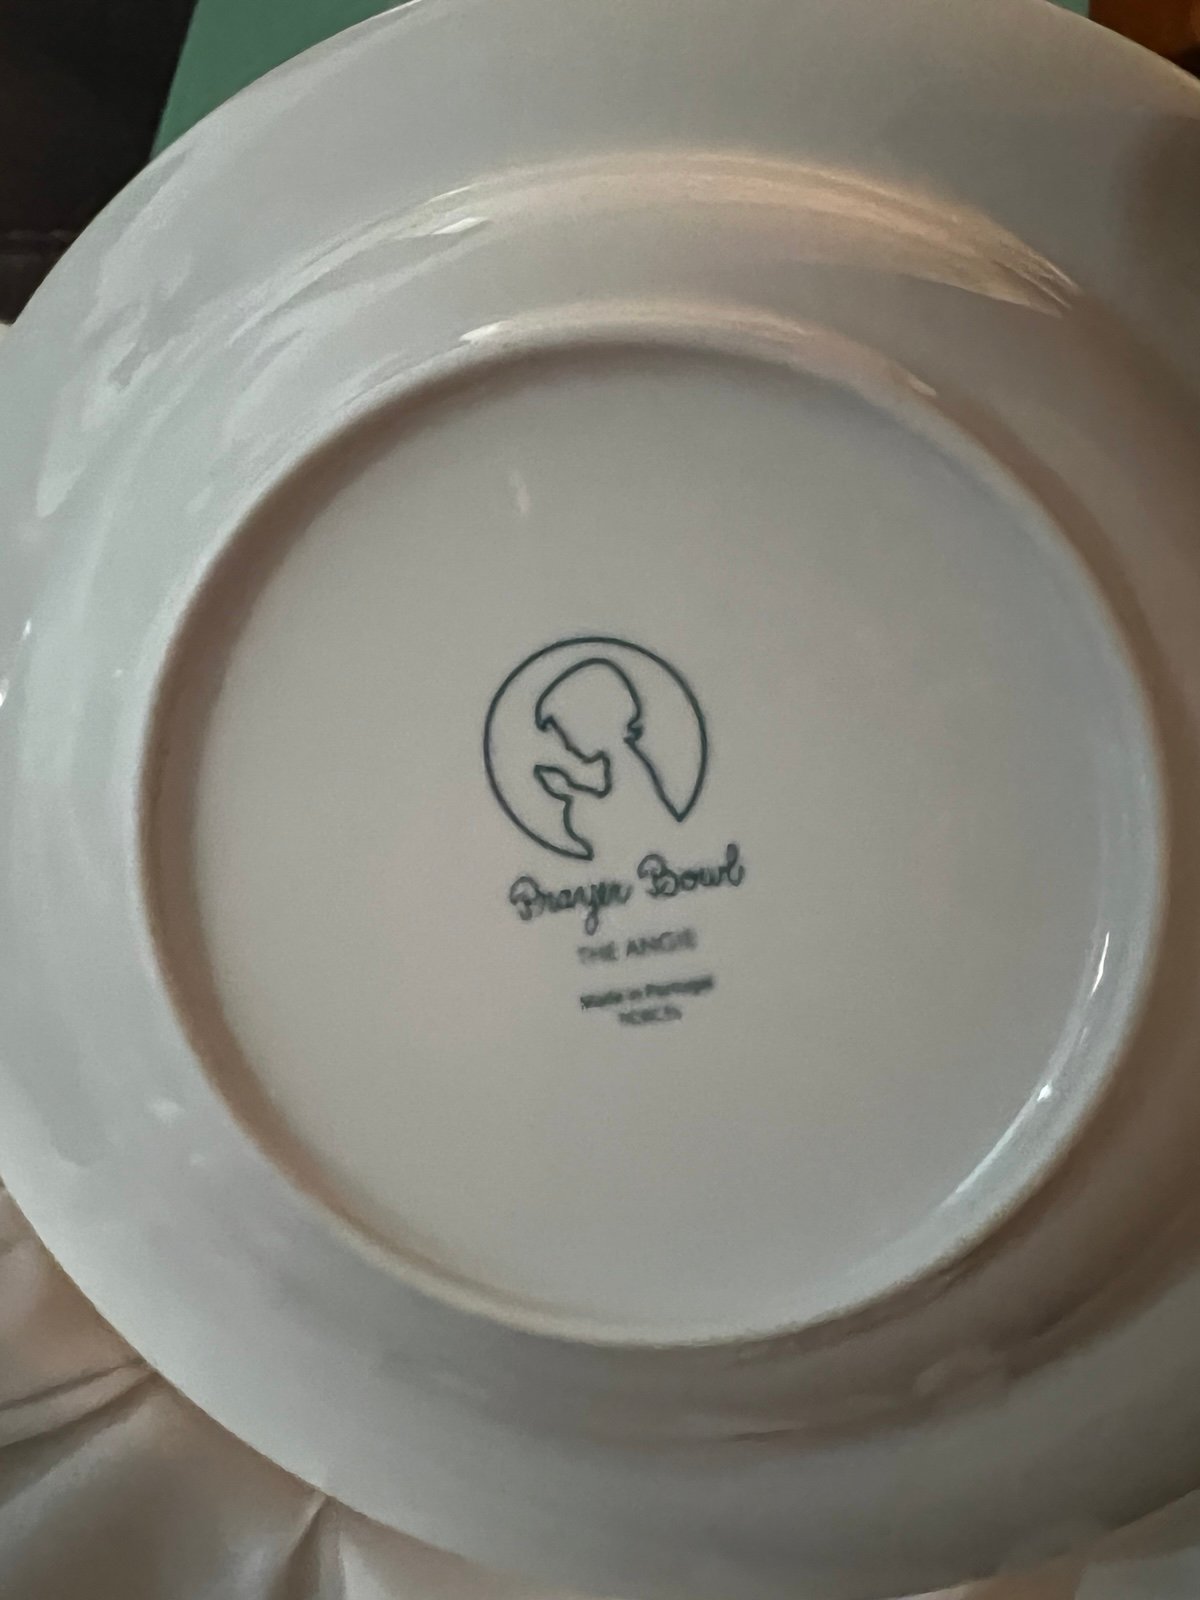 Prayer Bowl
THE ANGIE
Made in Portugal